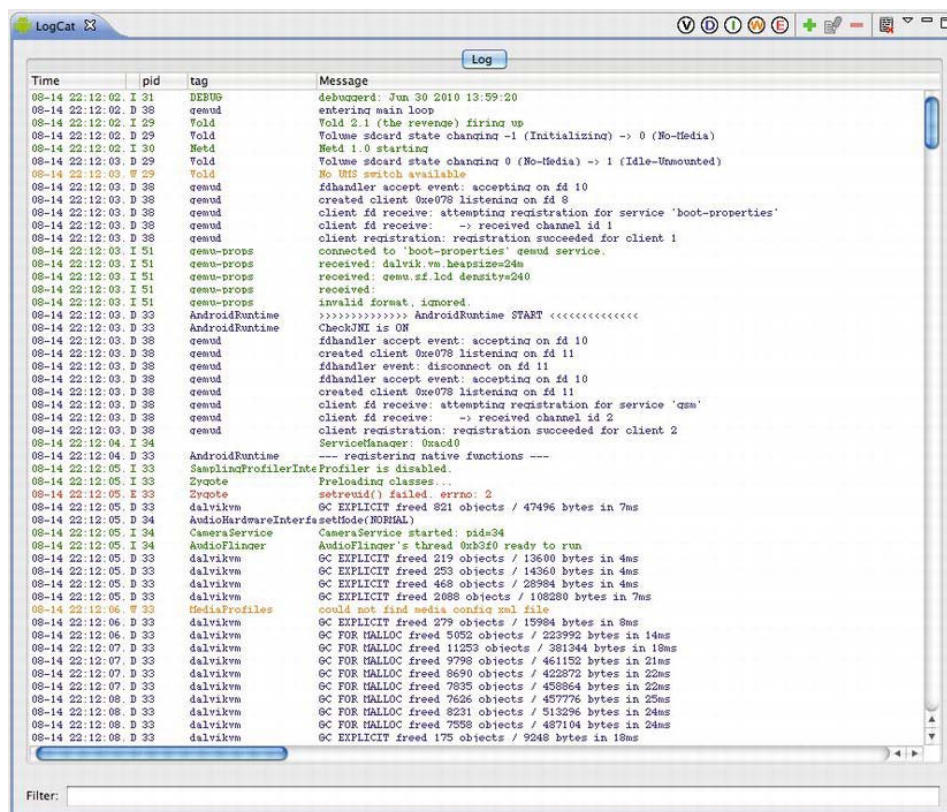 LogCat
V D I W E
Log
Time pid tag Message
08-14 22:12:02. I 31 DEBUG debuggerd: Jun 30 2010 13:59:20
08-14 22:12:02. D 38 qemud entering main loop
08-14 22:12:02. I 29 Vold Vold 2.1 (the revenge) firing up
08-14 22:12:02. D 29 Vold Volume sdcard state changing -1 (Initializing) -> 0 (No-Media)
08-14 22:12:02. I 30 Netd Netd 1.0 starting
08-14 22:12:03. D 29 Vold Volume sdcard state changing 0 (No-Media) -> 1 (Idle-Unmounted)
08-14 22:12:03. W 29 Vold No UMS switch available
08-14 22:12:03. D 38 qemud fdhandler accept event: accepting on fd 10
08-14 22:12:03. D 38 qemud created client 0xe078 listening on fd 8
08-14 22:12:03. D 38 qemud client fd receive: attempting registration for service 'boot-properties'
08-14 22:12:03. D 38 qemud client fd receive: -> received channel id 1
08-14 22:12:03. D 38 qemud client registration: registration succeeded for client 1
08-14 22:12:03. I 51 qemu-props connected to 'boot-properties' qemud service.
08-14 22:12:03. I 51 qemu-props received: dalvik.vm.heapsize=24m
08-14 22:12:03. I 51 qemu-props received: qemu.sf.lcd density=240
08-14 22:12:03. I 51 qemu-props received:
08-14 22:12:03. I 51 qemu-props invalid format, ignored.
08-14 22:12:03. D 33 AndroidRuntime >>>>>>>>>>>>>> AndroidRuntime START <<<<<<<<<<<<<<
08-14 22:12:03. D 33 AndroidRuntime CheckJNI is ON
08-14 22:12:03. D 38 qemud fdhandler accept event: accepting on fd 10
08-14 22:12:03. D 38 qemud created client 0xe078 listening on fd 11
08-14 22:12:03. D 38 qemud fdhandler event: disconnect on fd 11
08-14 22:12:03. D 38 qemud fdhandler accept event: accepting on fd 10
08-14 22:12:03. D 38 qemud created client 0xe078 listening on fd 11
08-14 22:12:03. D 38 qemud client fd receive: attempting registration for service 'gsm'
08-14 22:12:03. D 38 qemud client fd receive: -> received channel id 2
08-14 22:12:03. D 38 qemud client registration: registration succeeded for client 2
08-14 22:12:04. I 34 ServiceManager: 0xacd0
08-14 22:12:04. D 33 AndroidRuntime --- registering native functions ---
08-14 22:12:05. I 33 SamplingProfilerInte Profiler is disabled.
08-14 22:12:05. I 33 Zygote Preloading classes...
08-14 22:12:05. E 33 Zygote setreuid() failed. errno: 2
08-14 22:12:05. D 33 dalvikvm GC EXPLICIT freed 821 objects / 47496 bytes in 7ms
08-14 22:12:05. D 34 AudioHardwareInterfa setMode(NORMAL)
08-14 22:12:05. I 34 CameraService CameraService started: pid=34
08-14 22:12:05. I 34 AudioFlinger AudioFlinger's thread 0xb3f0 ready to run
08-14 22:12:05. D 33 dalvikvm GC EXPLICIT freed 219 objects / 13600 bytes in 4ms
08-14 22:12:05. D 33 dalvikvm GC EXPLICIT freed 253 objects / 14360 bytes in 4ms
08-14 22:12:05. D 33 dalvikvm GC EXPLICIT freed 468 objects / 28984 bytes in 4ms
08-14 22:12:05. D 33 dalvikvm GC EXPLICIT freed 2088 objects / 108280 bytes in 7ms
08-14 22:12:06. W 33 MediaProfiles could not find media config xml file
08-14 22:12:06. D 33 dalvikvm GC EXPLICIT freed 279 objects / 15984 bytes in 8ms
08-14 22:12:06. D 33 dalvikvm GC FOR MALLOC freed 5052 objects / 223992 bytes in 14ms
08-14 22:12:07. D 33 dalvikvm GC FOR MALLOC freed 11253 objects / 381344 bytes in 18ms
08-14 22:12:07. D 33 dalvikvm GC FOR MALLOC freed 9798 objects / 461152 bytes in 21ms
08-14 22:12:07. D 33 dalvikvm GC FOR MALLOC freed 8690 objects / 422872 bytes in 22ms
08-14 22:12:07. D 33 dalvikvm GC FOR MALLOC freed 7835 objects / 458864 bytes in 22ms
08-14 22:12:08. D 33 dalvikvm GC FOR MALLOC freed 7626 objects / 457776 bytes in 25ms
08-14 22:12:08. D 33 dalvikvm GC FOR MALLOC freed 8231 objects / 513296 bytes in 24ms
08-14 22:12:08. D 33 dalvikvm GC FOR MALLOC freed 7558 objects / 487104 bytes in 24ms
08-14 22:12:08. D 33 dalvikvm GC EXPLICIT freed 175 objects / 9248 bytes in 18ms
Filter: